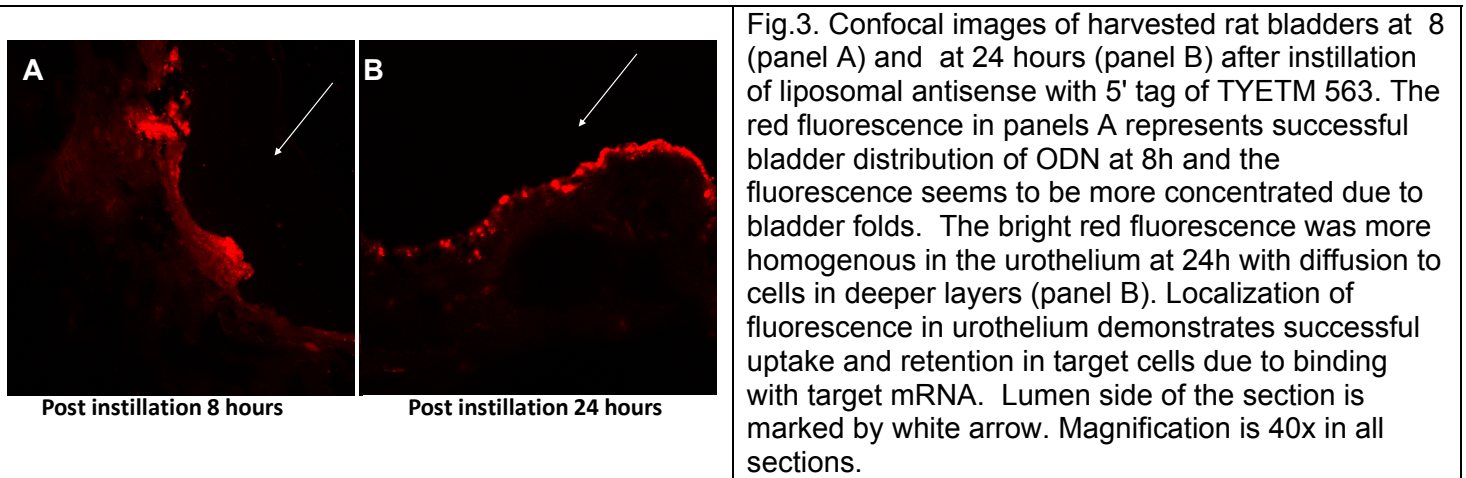 A
B
Post instillation 8 hours
Post instillation 24 hours
Fig.3. Confocal images of harvested rat bladders at 8
(panel A) and at 24 hours (panel B) after instillation
of liposomal antisense with 5' tag of TYETM 563. The
red fluorescence in panels A represents successful
bladder distribution of ODN at 8h and the
fluorescence seems to be more concentrated due to
bladder folds. The bright red fluorescence was more
homogenous in the urothelium at 24h with diffusion to
cells in deeper layers (panel B). Localization of
fluorescence in urothelium demonstrates successful
uptake and retention in target cells due to binding
with target mRNA. Lumen side of the section is
marked by white arrow. Magnification is 40x in all
sections.